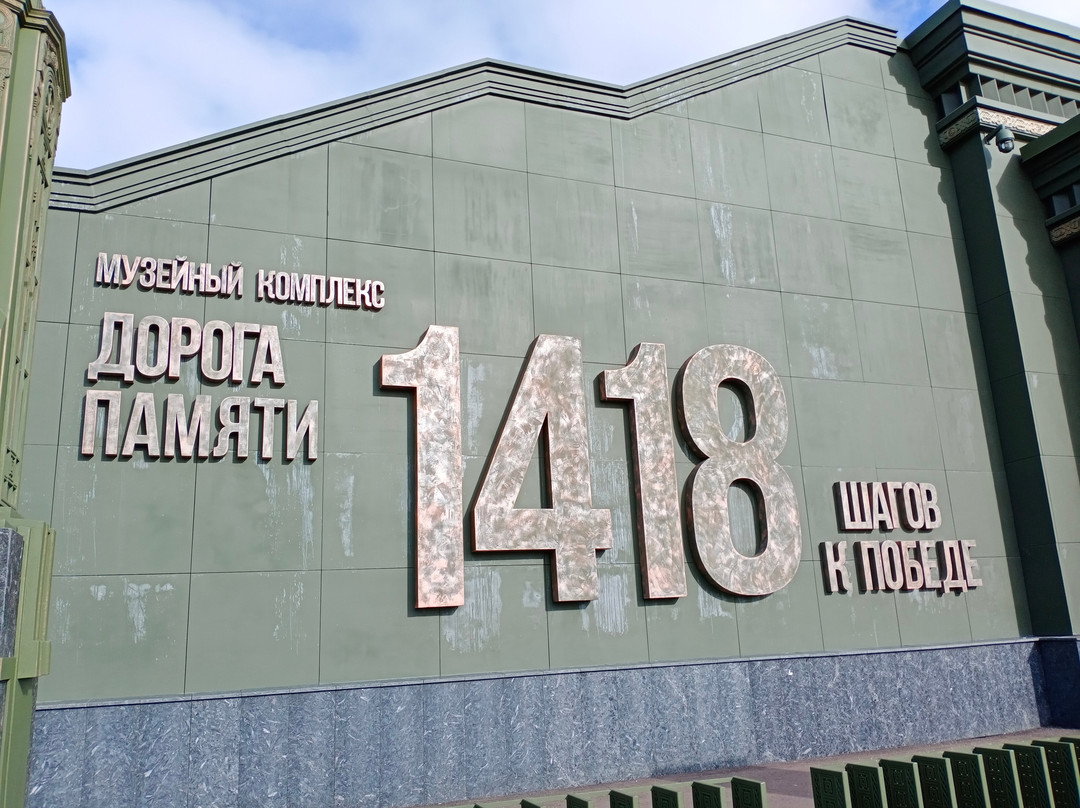 МУЗЕЙНЫЙ КОМПЛЕКС
ДОРОГА
ПАМЯТИ
1418
ШАГОВ
К ПОБЕДЕ